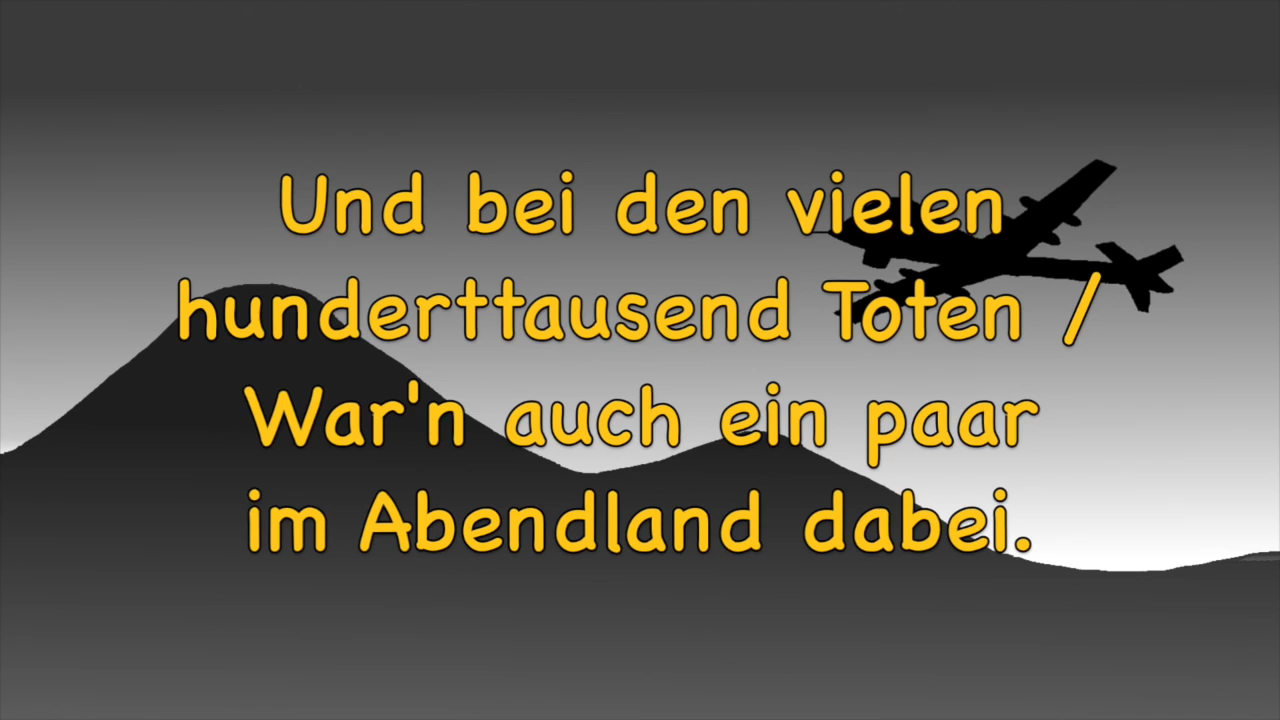 Und bei den vielen
hunderttausend Toten /
War'n auch ein paar
im Abendland dabei.